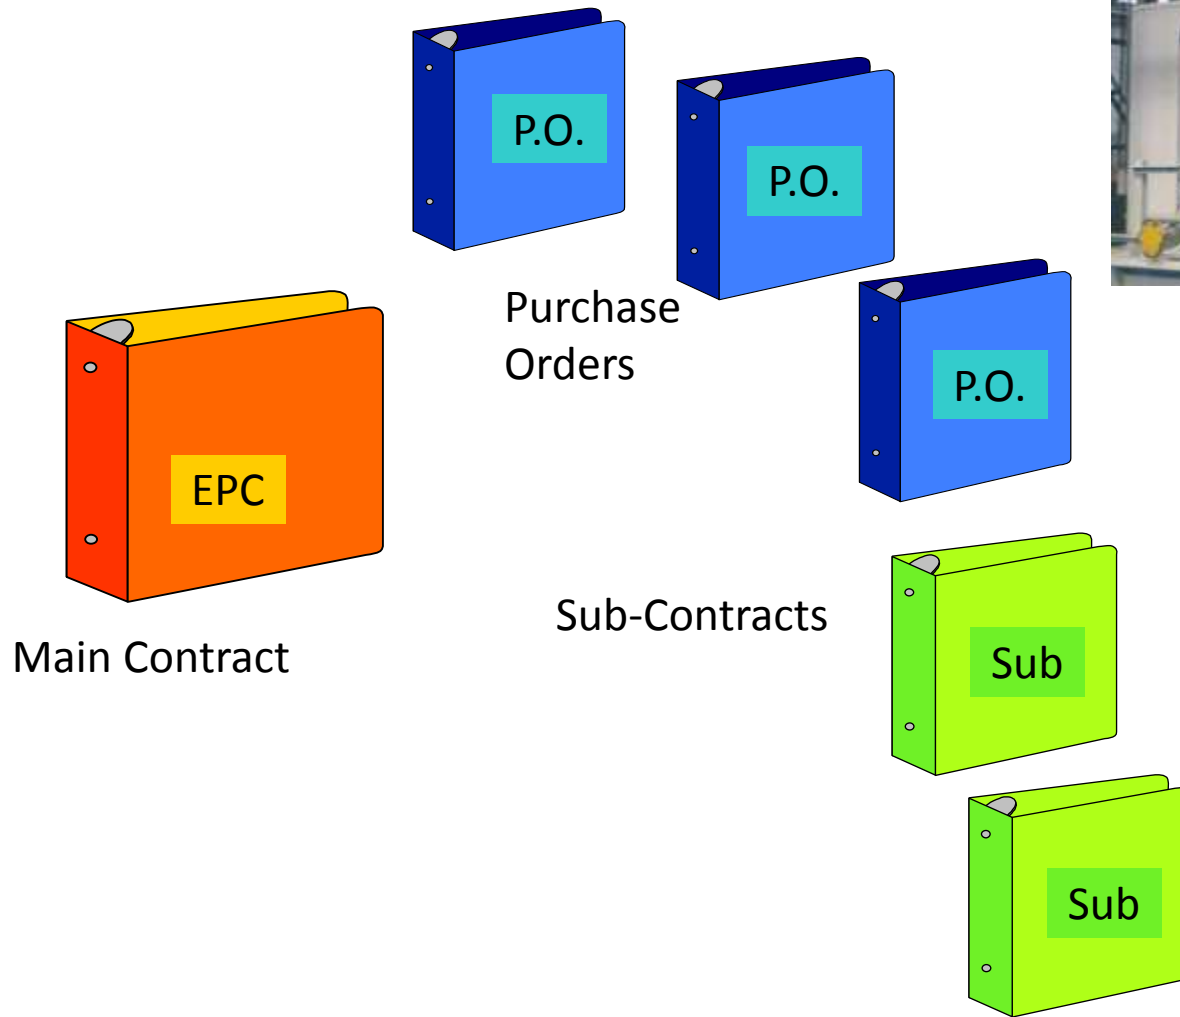 P.O.
P.O.
Purchase
Orders
P.O.
EPC
Sub-Contracts
Main Contract
Sub
Sub